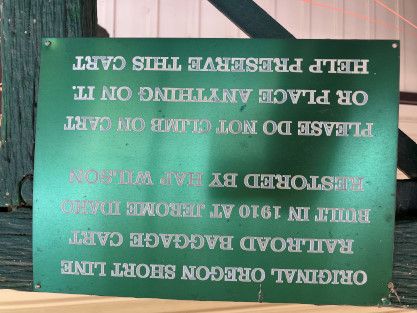 ORIGINAL OREGON SHORT LINE
RAILROAD BAGGAGE CART
BUILT IN 1910 AT JEROME IDAHO
RESTORED BY HAP WILSON
PLEASE DO NOT CLIMB ON CART
OR PLACE ANYTHING ON IT.
HELP PRESERVE THIS CART